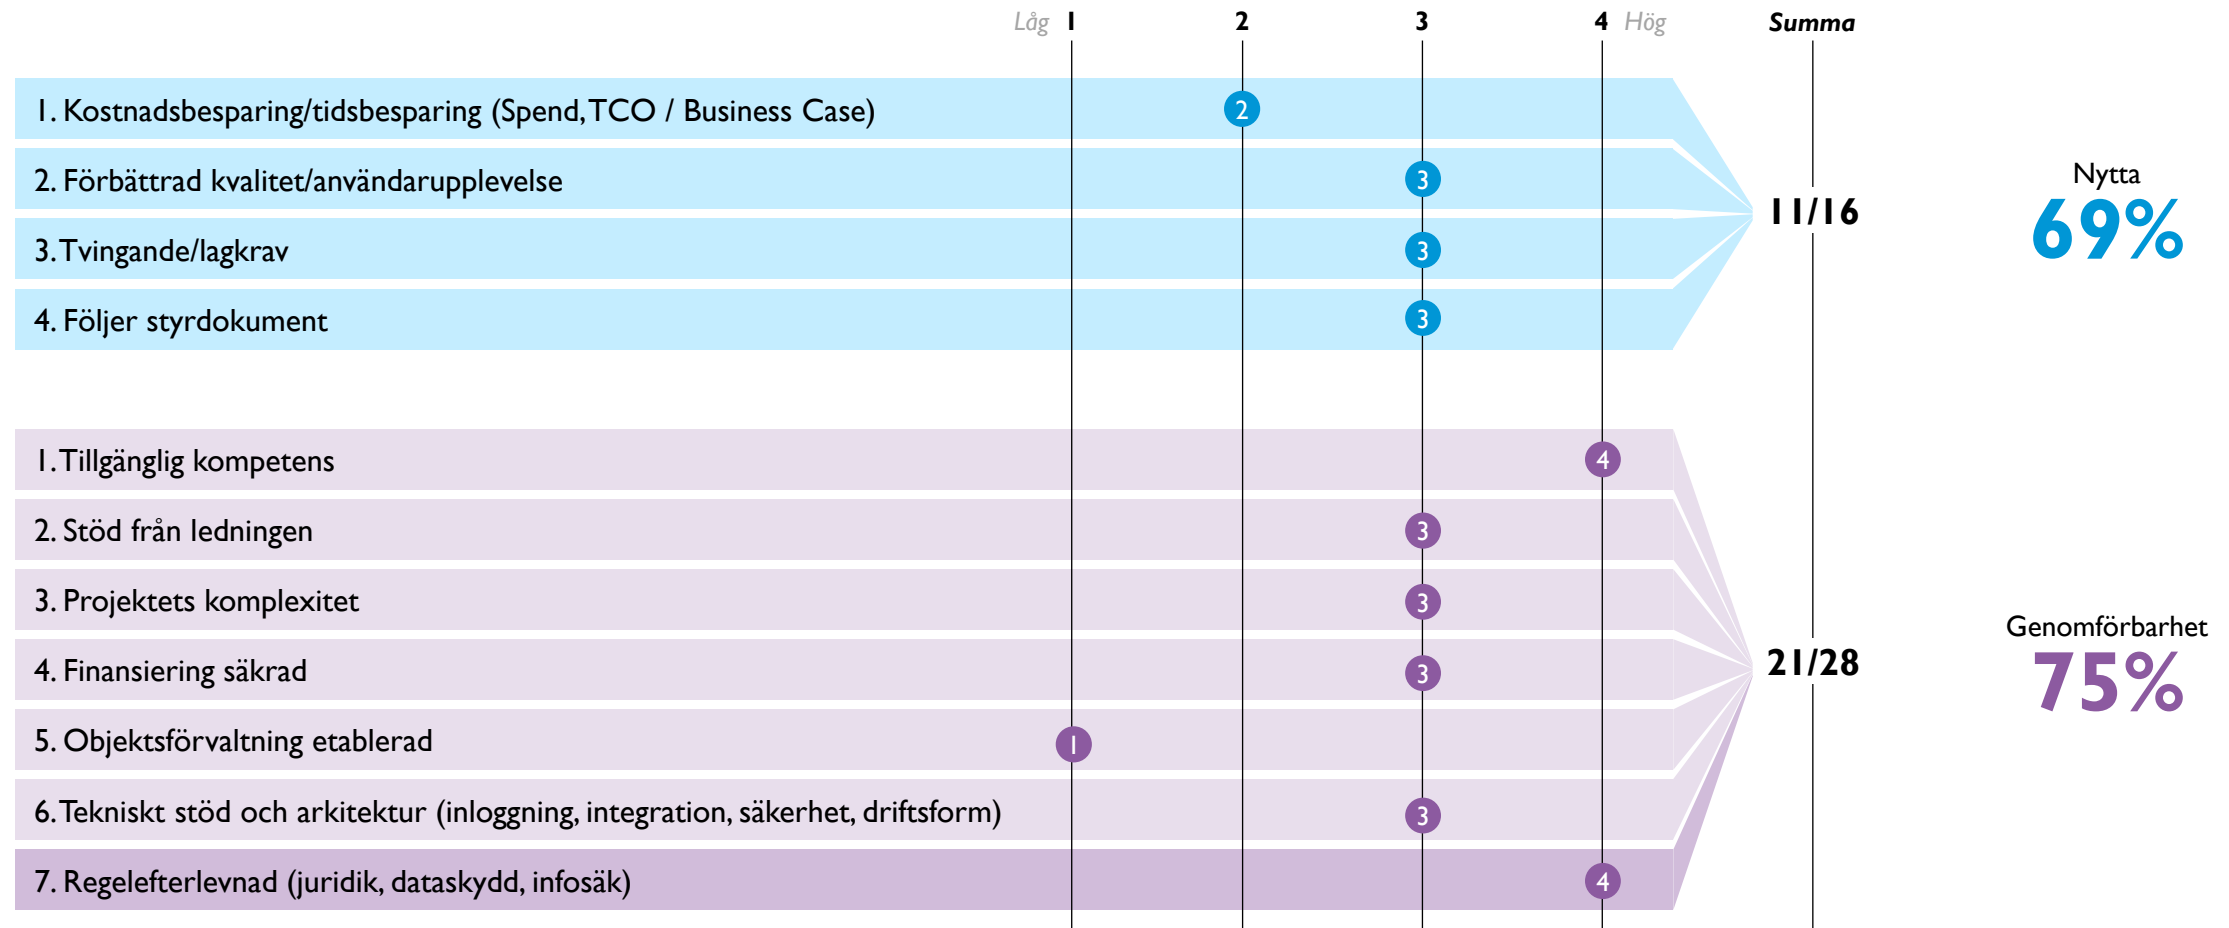 Låg 1 2 3 4 Hög Summa
1. Kostnadsbesparing/tidsbesparing (Spend, TCO / Business Case) 2
2. Förbättrad kvalitet/användarupplevelse 3
3. Tvingande/lagkrav 3
4. Följer styrdokument 3
11/16
Nytta
69%
1. Tillgänglig kompetens 4
2. Stöd från ledningen 3
3. Projektets komplexitet 3
4. Finansiering säkrad 3
5. Objektsförvaltning etablerad 1
6. Tekniskt stöd och arkitektur (inloggning, integration, säkerhet, driftsform) 3
7. Regelefterlevnad (juridik, dataskydd, infosäk) 4
21/28
Genomförbarhet
75%